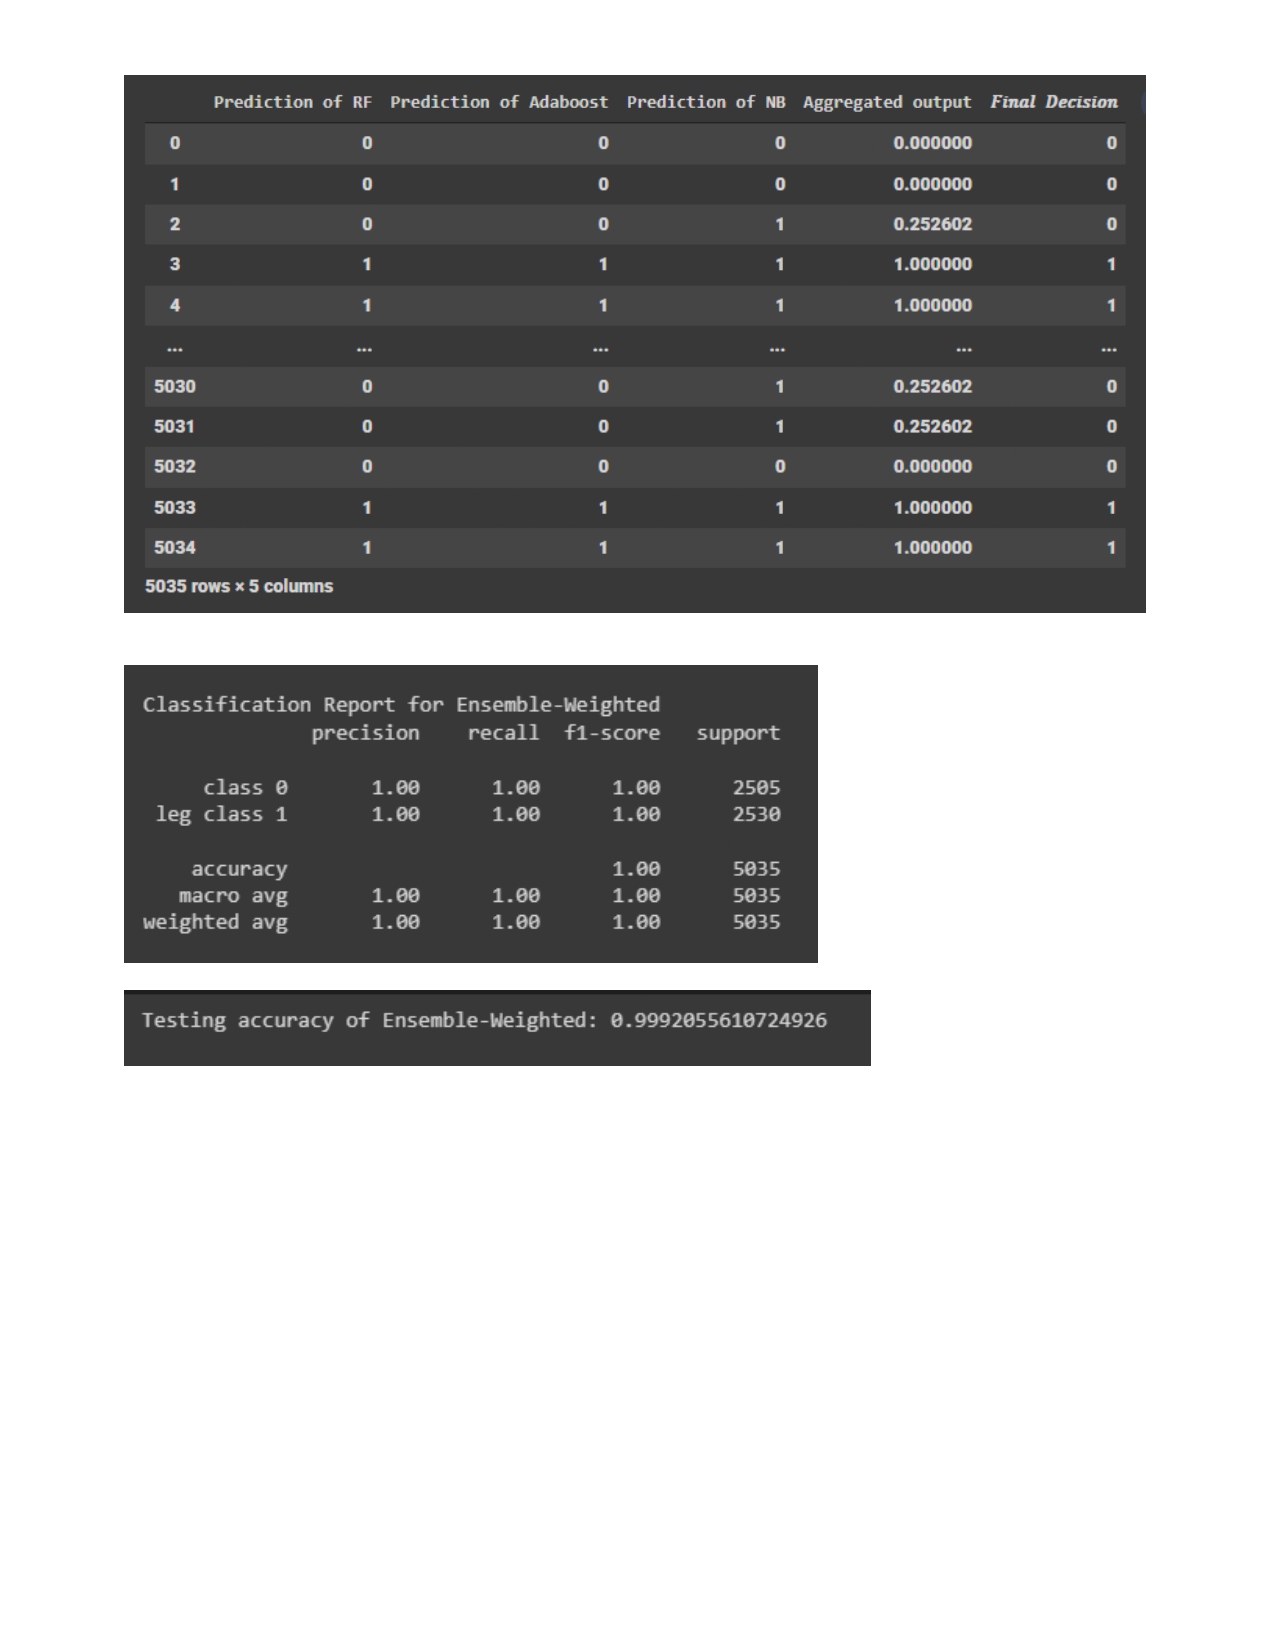 Prediction of RF Prediction of Adaboost Prediction of NB Aggregated output Final Decision
0 0 0 0 0.000000 0
1 0 0 0 0.000000 0
2 0 0 1 0.252602 0
3 1 1 1 1.000000 1
4 1 1 1 1.000000 1
... ... ... ... ... ...
5030 0 0 1 0.252602 0
5031 0 0 1 0.252602 0
5032 0 0 0 0.000000 0
5033 1 1 1 1.000000 1
5034 1 1 1 1.000000 1
5035 rows × 5 columns
Classification Report for Ensemble-Weighted
precision recall f1-score support
class 0 1.00 1.00 1.00 2505
leg class 1 1.00 1.00 1.00 2530
accuracy 1.00 5035
macro avg 1.00 1.00 1.00 5035
weighted avg 1.00 1.00 1.00 5035
Testing accuracy of Ensemble-Weighted: 0.9992055610724926